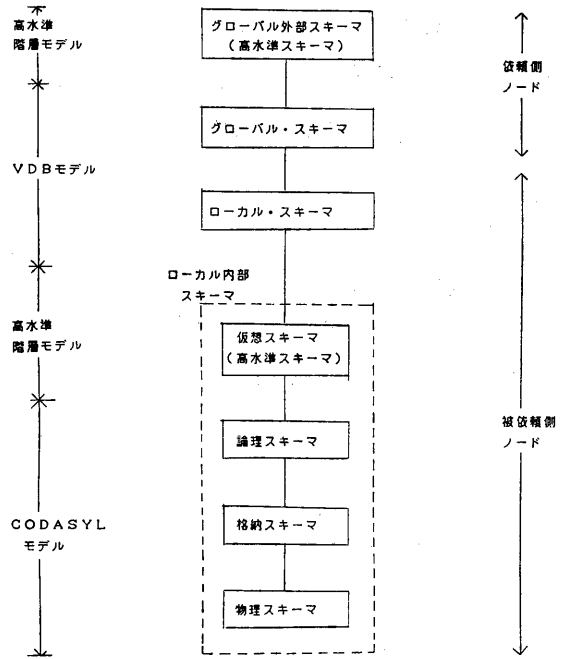 高水準
階層モデル
VDBモデル
高水準
階層モデル
CODASYL
モデル
グローバル外部スキーマ
(高水準スキーマ)
グローバル・スキーマ
ローカル・スキーマ
ローカル内部
スキーマ
仮想スキーマ
(高水準スキーマ)
論理スキーマ
格納スキーマ
物理スキーマ
依頼側
ノード
被依頼側
ノード